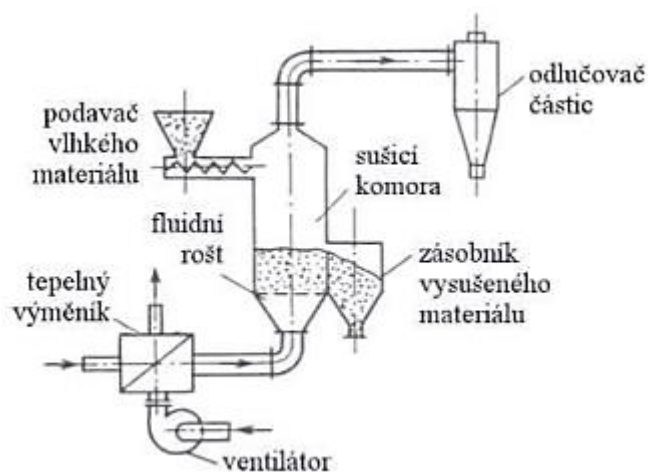 odlučovač
částic
podavač
vlhkého
materiálu
sušicí
komora
fluidní
rošt
zásobník
vysušeného
materiálu
tepelný
výměník
ventilátor